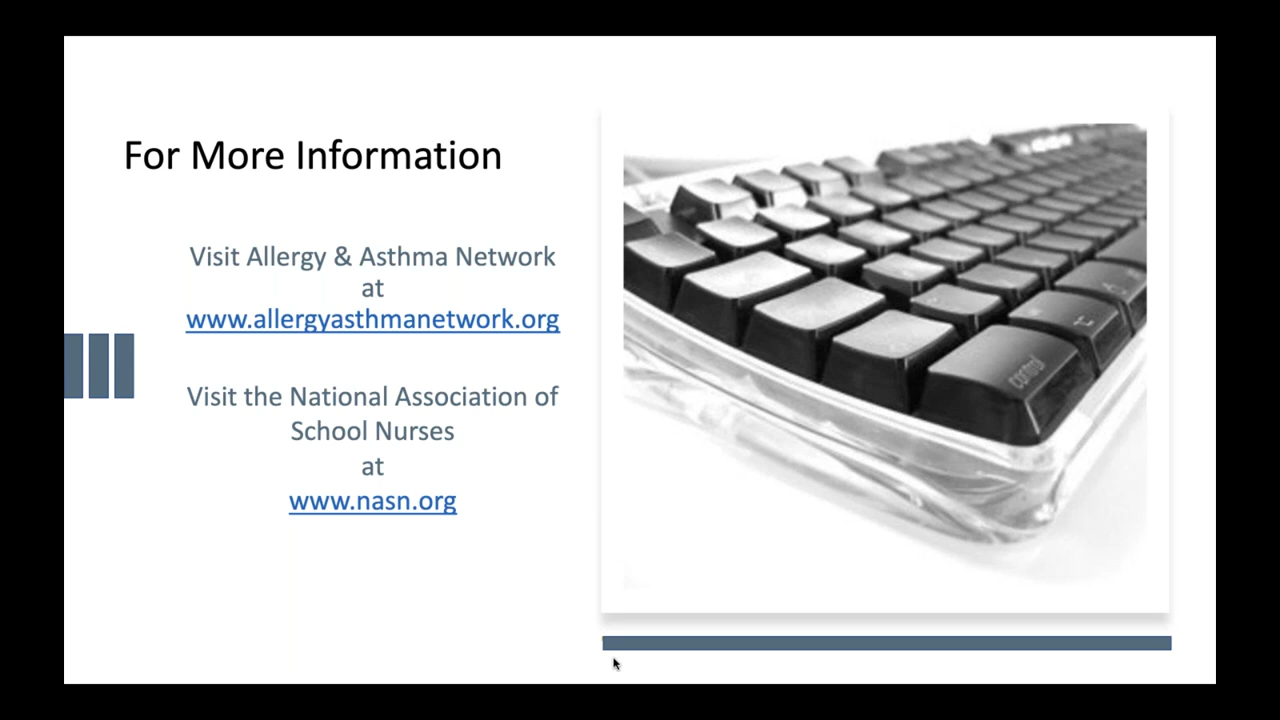 For More Information
Visit Allergy & Asthma Network
at
www.allergyasthmanetwork.org
Visit the National Association of
School Nurses
at
www.nasn.org
control